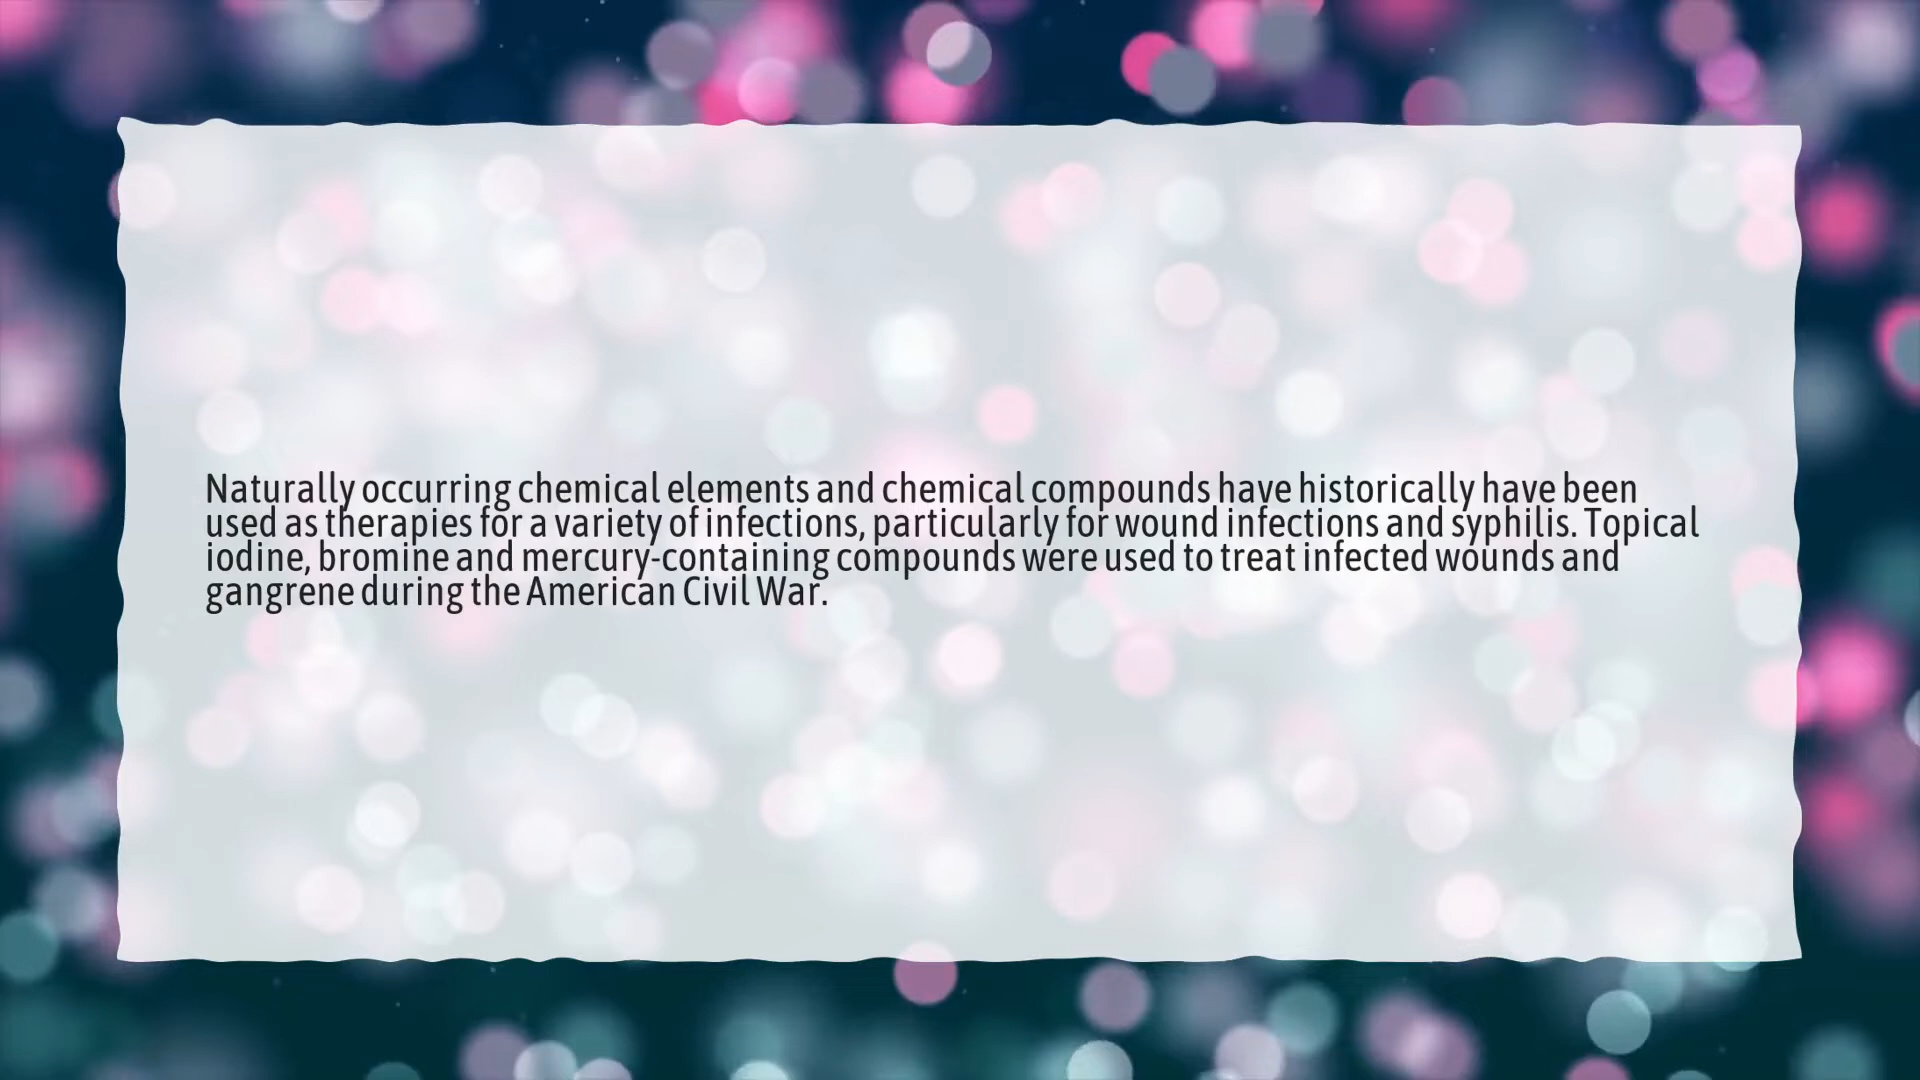 Naturally occurring chemical elements and chemical compounds have historically have been
used as therapies for a variety of infections, particularly for wound infections and syphilis. Topical
iodine, bromine and mercury-containing compounds were used to treat infected wounds and
gangrene during the American Civil War.